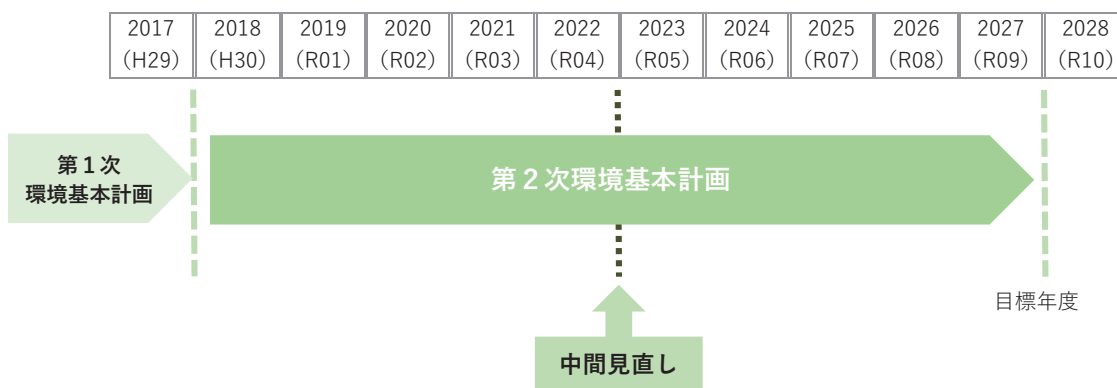 2017 2018 2019 2020 2021 2022 2023 2024 2025 2026 2027 2028
(H29) (H30) (R01) (R02) (R03) (R04) (R05) (R06) (R07) (R08) (R09) (R10)
第１次
環境基本計画
第２次環境基本計画
目標年度
中間見直し